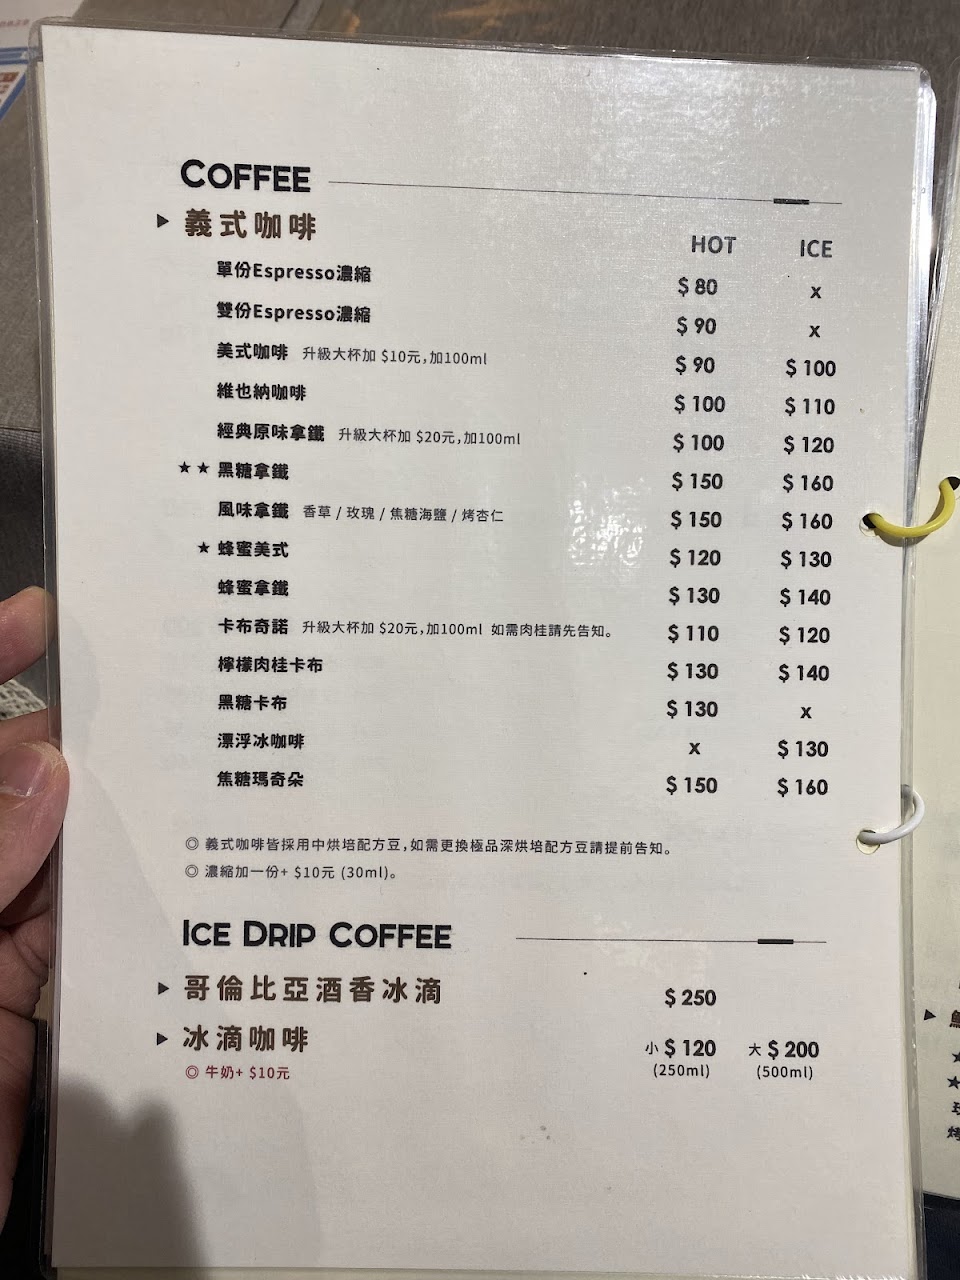 COFFEE
▶ 義式咖啡 HOT ICE
單份Espresso濃縮 $80 x
雙份Espresso濃縮 $90 x
美式咖啡 升級大杯加 $10元,加100ml $90 $100
維也納咖啡 $100 $110
經典原味拿鐵 升級大杯加 $20元,加100ml $100 $120
★★黑糖拿鐵 $150 $160
風味拿鐵 香草 / 玫瑰 / 焦糖海鹽 / 烤杏仁 $150 $160
★蜂蜜美式 $120 $130
蜂蜜拿鐵 $130 $140
卡布奇諾 升級大杯加 $20元,加100ml 如需肉桂請先告知。 $110 $120
檸檬肉桂卡布 $130 $140
黑糖卡布 $130 x
漂浮冰咖啡 x $130
焦糖瑪奇朵 $150 $160
◎ 義式咖啡皆採用中烘培配方豆,如需更換極品深烘培配方豆請提前告知。
◎ 濃縮加一份+ $10元 (30ml)。
ICE DRIP COFFEE
▶ 哥倫比亞酒香冰滴 $250
▶ 冰滴咖啡 小 $120 大 $200
◎ 牛奶+ $10元 (250ml) (500ml)